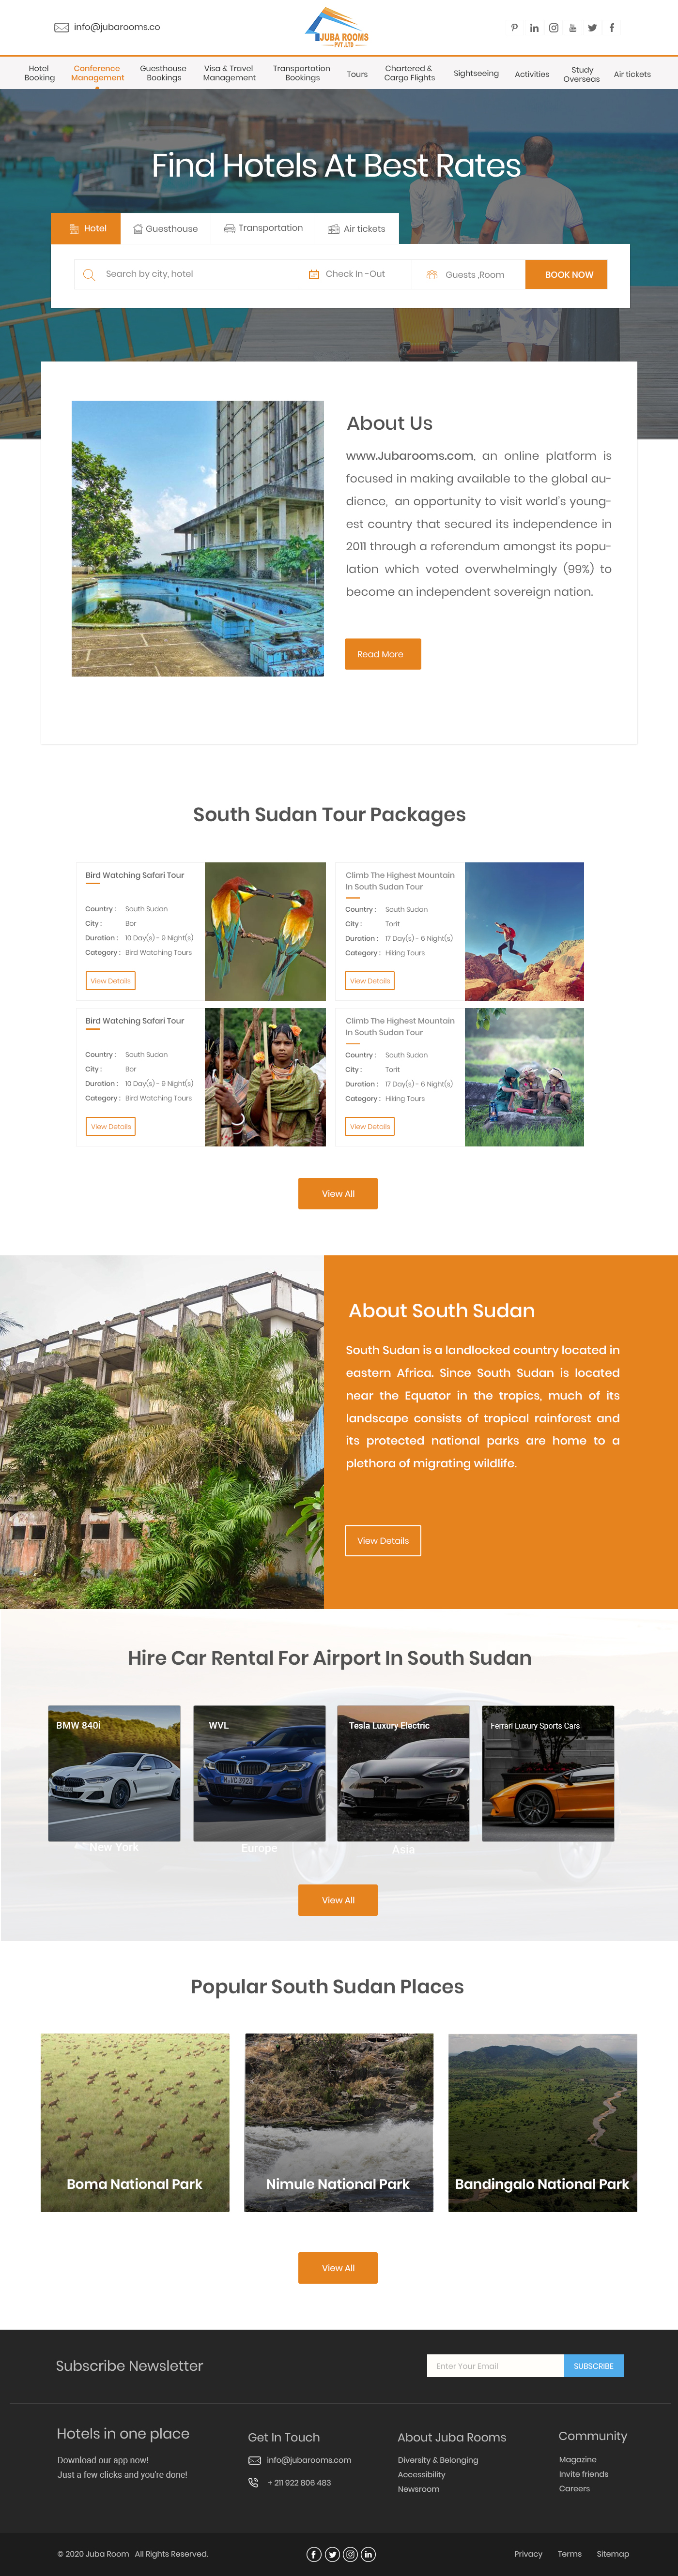 info@jubarooms.co
JUBA ROOMS
PVT .LTD
Hotel
Booking
Conference
Management
Guesthouse
Bookings
Visa & Travel
Management
Transportation
Bookings
Tours
Chartered &
Cargo Flights
Sightseeing
Activities
Study
Overseas
Air tickets
Find Hotels At Best Rates
Hotel
Guesthouse
Transportation
Air tickets
Search by city, hotel
Check In -Out
Guests ,Room
BOOK NOW
About Us
www.Jubarooms.com, an online platform is
focused in making available to the global au-
dience, an opportunity to visit world's young-
est country that secured its independence in
2011 through a referendum amongst its popu-
lation which voted overwhelmingly (99%) to
become an independent sovereign nation.
Read More
South Sudan Tour Packages
Bird Watching Safari Tour
Country : South Sudan
City : Bor
Duration : 10 Day(s) - 9 Night(s)
Category : Bird Watching Tours
View Details
Climb The Highest Mountain
In South Sudan Tour
Country : South Sudan
City : Torit
Duration : 17 Day(s) - 6 Night(s)
Category : Hiking Tours
View Details
Bird Watching Safari Tour
Country : South Sudan
City : Bor
Duration : 10 Day(s) - 9 Night(s)
Category : Bird Watching Tours
View Details
Climb The Highest Mountain
In South Sudan Tour
Country : South Sudan
City : Torit
Duration : 17 Day(s) - 6 Night(s)
Category : Hiking Tours
View Details
View All
About South Sudan
South Sudan is a landlocked country located in
eastern Africa. Since South Sudan is located
near the Equator in the tropics, much of its
landscape consists of tropical rainforest and
its protected national parks are home to a
plethora of migrating wildlife.
View Details
Hire Car Rental For Airport In South Sudan
BMW 840i
WVL
M VC 392J
Tesla Luxury Electric
Ferrari Luxury Sports Cars
New York
Europe
Asia
View All
Popular South Sudan Places
Boma National Park
Nimule National Park
Bandingalo National Park
View All
Subscribe Newsletter
Enter Your Email
SUBSCRIBE
Hotels in one place
Download our app now!
Just a few clicks and you're done!
Get In Touch
info@jubarooms.com
+ 211 922 806 483
About Juba Rooms
Diversity & Belonging
Accessibility
Newsroom
Community
Magazine
Invite friends
Careers
© 2020 Juba Room All Rights Reserved.
Privacy
Terms
Sitemap